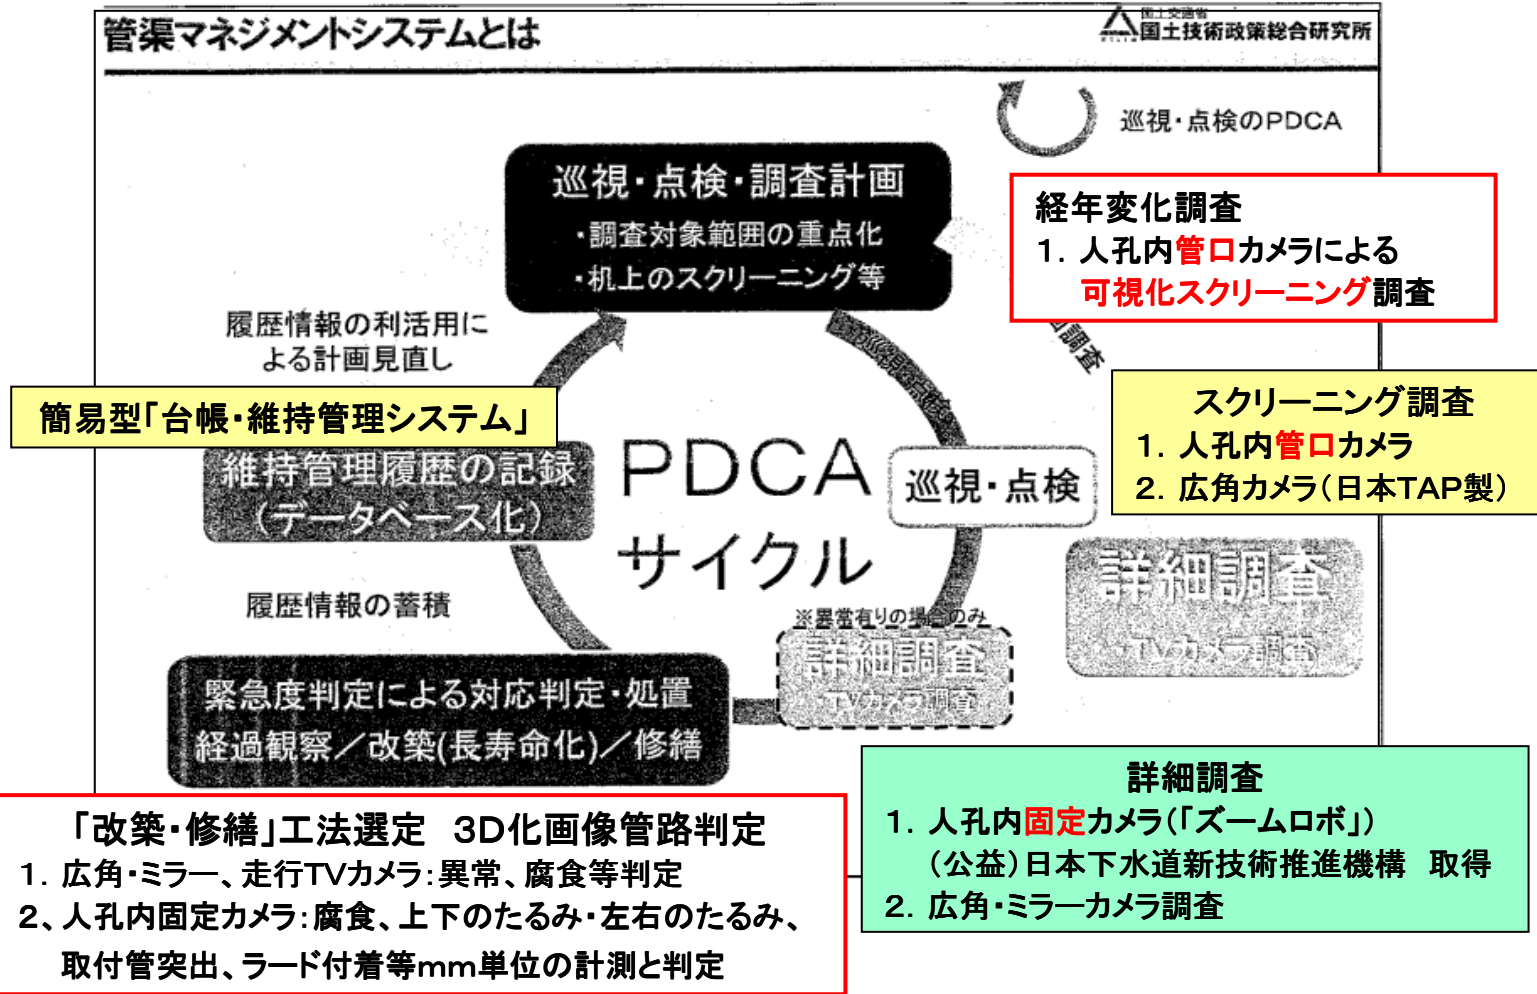 管渠マネジメントシステムとは
国土交通省
国土技術政策総合研究所
巡視・点検のPDCA
巡視・点検・調査計画
・調査対象範囲の重点化
・机上のスクリーニング等
経年変化調査
1. 人孔内管口カメラによる
可視化スクリーニング調査
履歴情報の利活用に
よる計画見直し
巡視・点検
調査
簡易型「台帳・維持管理システム」
スクリーニング調査
1. 人孔内管口カメラ
2. 広角カメラ(日本TAP製)
維持管理履歴の記録
(データベース化)
PDCA
サイクル
巡視・点検
詳細調査
TVカメラ調査
履歴情報の蓄積
※異常有りの場合のみ
詳細調査
TVカメラ調査
緊急度判定による対応判定・処置
経過観察/改築(長寿命化)/修繕
「改築・修繕」工法選定 3D化画像管路判定
1. 広角・ミラー、走行TVカメラ:異常、腐食等判定
2、人孔内固定カメラ:腐食、上下のたるみ・左右のたるみ、
取付管突出、ラード付着等mm単位の計測と判定
詳細調査
1. 人孔内固定カメラ(「ズームロボ」)
(公益)日本下水道新技術推進機構 取得
2. 広角・ミラーカメラ調査